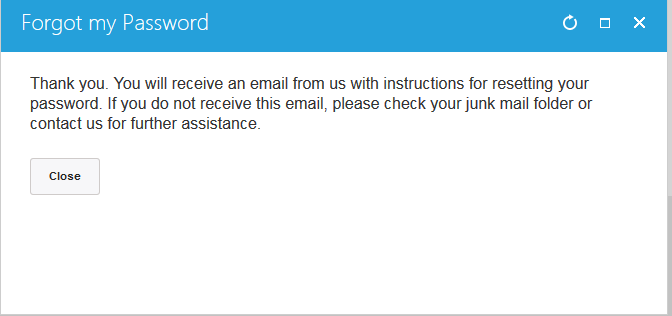 Forgot my Password
Thank you. You will receive an email from us with instructions for resetting your
password. If you do not receive this email, please check your junk mail folder or
contact us for further assistance.
Close